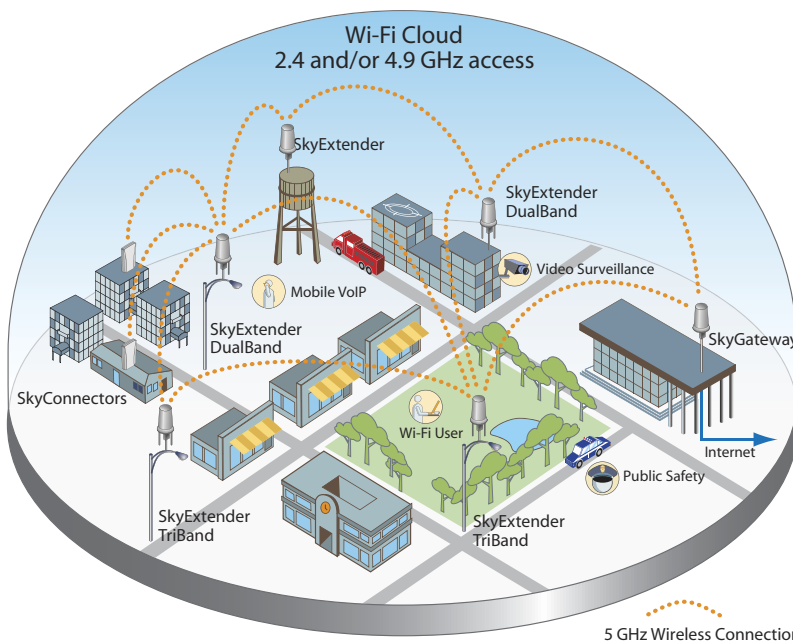 Wi-Fi Cloud
2.4 and/or 4.9 GHz access
SkyExtender
SkyExtender
DualBand
Video Surveillance
Mobile VoIP
SkyExtender
DualBand
SkyGateway
SkyConnectors
Wi-Fi User
Internet
Public Safety
SkyExtender
TriBand
SkyExtender
TriBand
5 GHz Wireless Connection